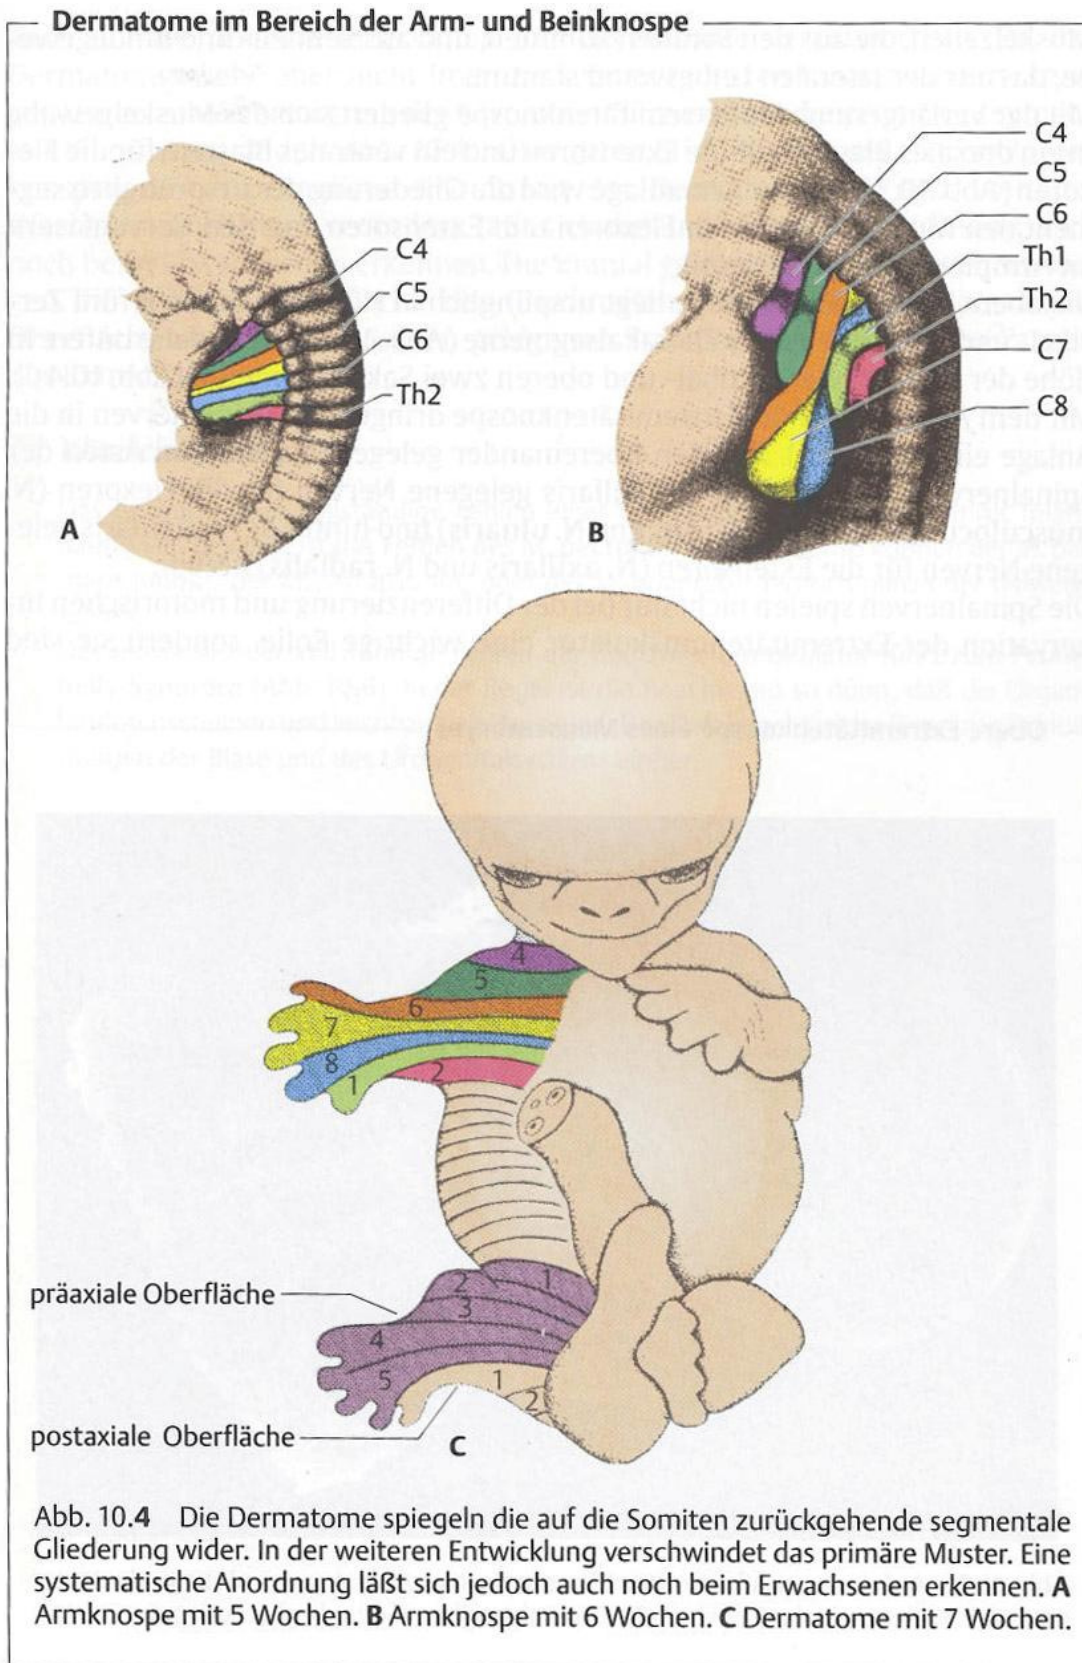 Dermatome im Bereich der Arm- und Beinknospe
C4
C5
C6
Th2
A
C4
C5
C6
Th1
Th2
C7
C8
B
4
5
6
7
8
1
2
präaxiale Oberfläche
2
1
3
4
5
1
2
postaxiale Oberfläche
C
Abb. 10.4 Die Dermatome spiegeln die auf die Somiten zurückgehende segmentale
Gliederung wider. In der weiteren Entwicklung verschwindet das primäre Muster. Eine
systematische Anordnung läßt sich jedoch auch noch beim Erwachsenen erkennen. A
Armknospe mit 5 Wochen. B Armknospe mit 6 Wochen. C Dermatome mit 7 Wochen.